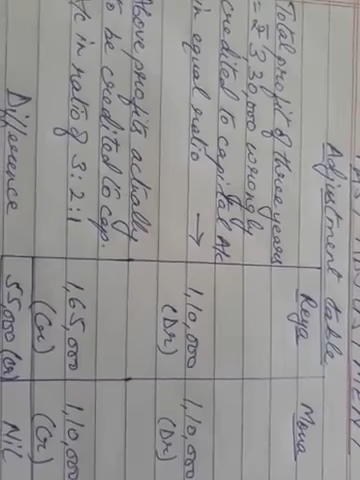 Adjustment table
Reya
Mona
Total profit of three years
= ₹ 330,000 wrongly
credited to capital A/c
in equal ratio →
1,10,000
(Dr)
1,10,000
(Dr)
Above profits actually
to be credited to cap.
A/c in ratio of 3:2:1
1,65,000
(Cr)
1,10,000
(Cr)
Difference
55,000 (Cr)
Nil